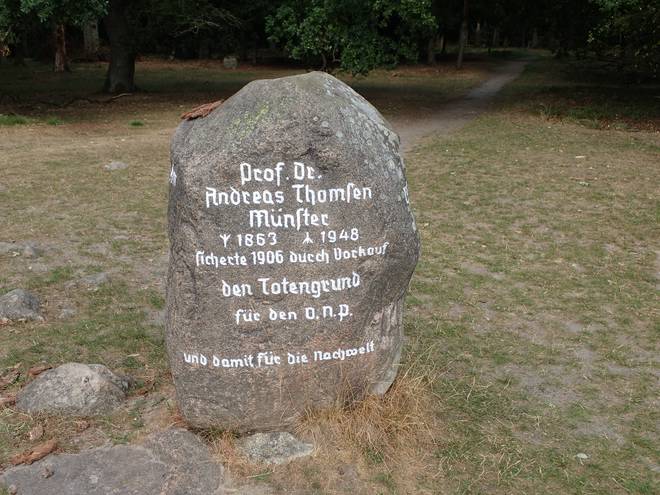 Prof. Dr.
Andreas Thomsen
Münster
ᛉ 1863 ᛣ 1948
sicherte 1906 durch Vorkauf
den Totengrund
für den V.N.P.
und damit für die Nachwelt